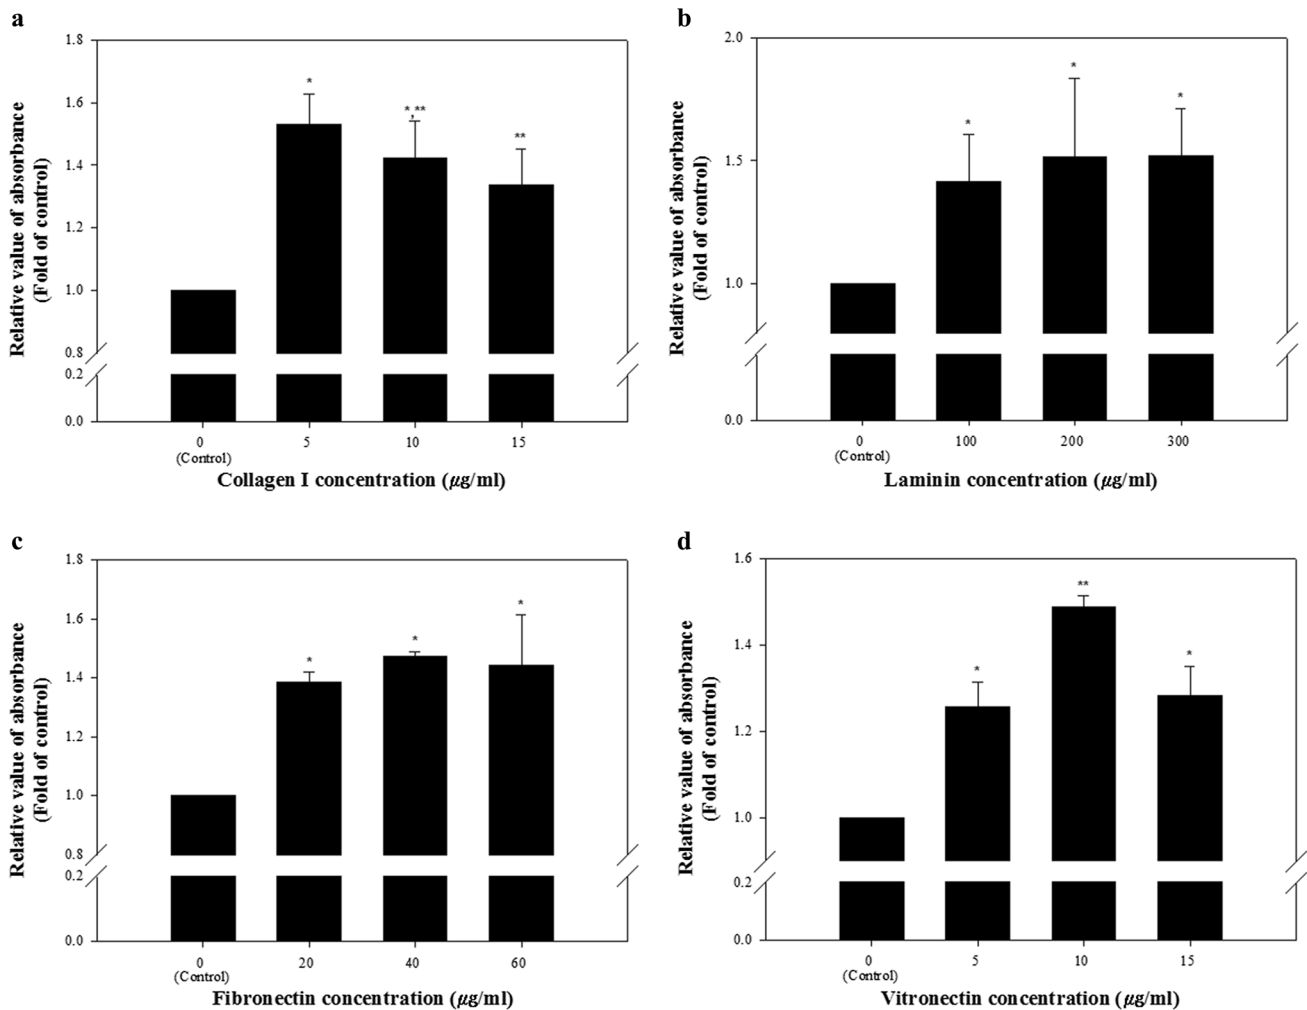 a
1.8
1.6
1.4
1.2
1.0
0.8
0.2
0.0
Relative value of absorbance
(Fold of control)
*
*,**
**
0
(Control)
5
10
15
Collagen I concentration (μg/ml)
b
2.0
1.5
1.0
0.0
Relative value of absorbance
(Fold of control)
*
*
*
0
(Control)
100
200
300
Laminin concentration (μg/ml)
c
1.8
1.6
1.4
1.2
1.0
0.8
0.2
0.0
Relative value of absorbance
(Fold of control)
*
*
*
0
(Control)
20
40
60
Fibronectin concentration (μg/ml)
d
1.6
1.4
1.2
1.0
0.2
0.0
Relative value of absorbance
(Fold of control)
*
**
*
0
(Control)
5
10
15
Vitronectin concentration (μg/ml)